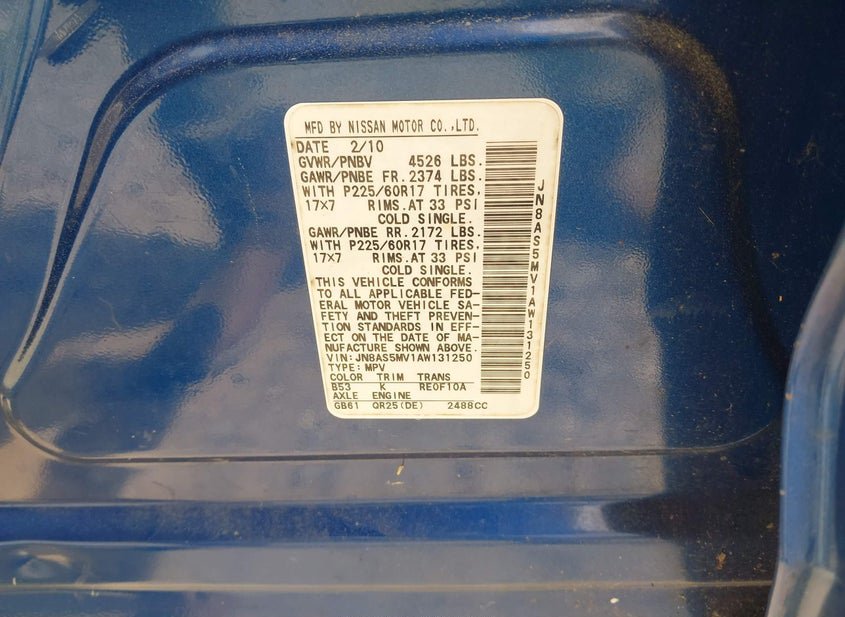 MFD BY NISSAN MOTOR CO.,LTD.
DATE 2/10
GVWR/PNBV 4526 LBS.
GAWR/PNBE FR.2374 LBS.
WITH P225/60R17 TIRES,
17×7 RIMS.AT 33 PSI
COLD SINGLE.
GAWR/PNBE RR.2172 LBS.
WITH P225/60R17 TIRES,
17×7 RIMS.AT 33 PSI
COLD SINGLE.
THIS VEHICLE CONFORMS
TO ALL APPLICABLE FED-
ERAL MOTOR VEHICLE SA-
FETY AND THEFT PREVEN-
TION STANDARDS IN EFF-
ECT ON THE DATE OF MA-
NUFACTURE SHOWN ABOVE.
VIN:JN8AS5MV1AW131250
TYPE:MPV
COLOR TRIM TRANS
B53 K RE0F10A
AXLE ENGINE
GB61 QR25(DE) 2488CC
JN8AS5MV1AW131250